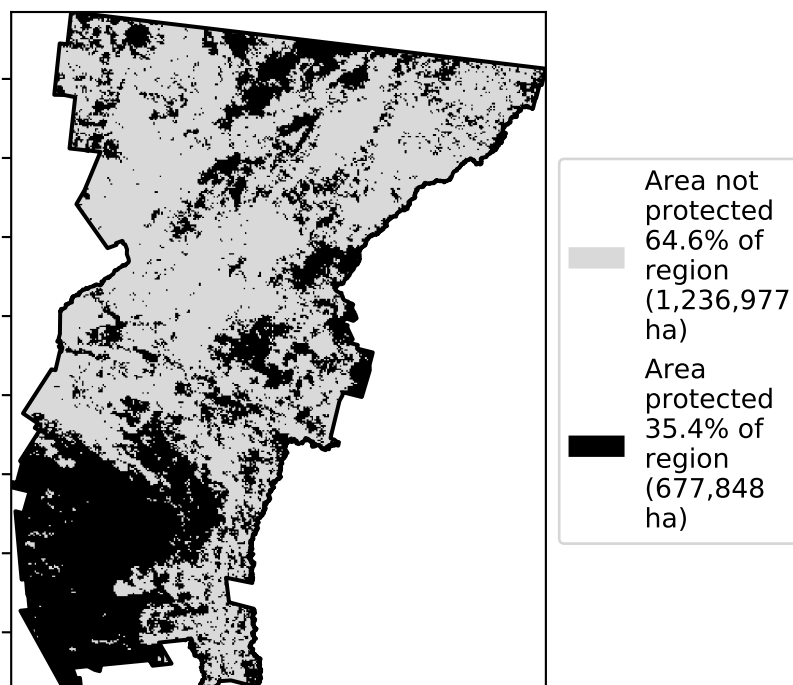 Area not
protected
64.6% of
region
(1,236,977
ha)
Area
protected
35.4% of
region
(677,848
ha)